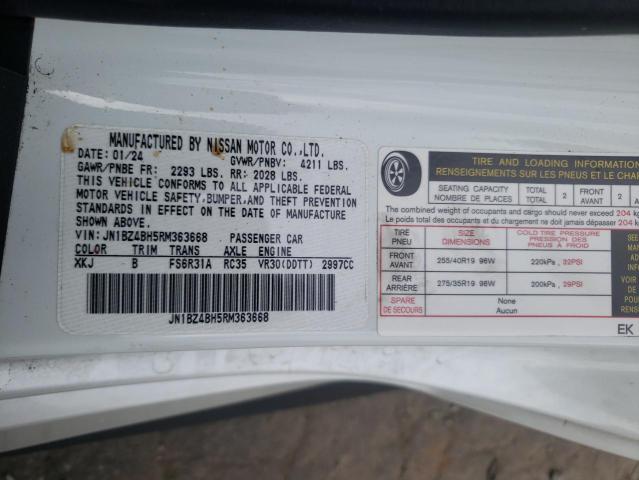 MANUFACTURED BY NISSAN MOTOR CO.,LTD.
DATE: 01/24 GVWR/PNBV: 4211 LBS.
GAWR/PNBE FR: 2293 LBS. RR: 2028 LBS.
THIS VEHICLE CONFORMS TO ALL APPLICABLE FEDERAL
MOTOR VEHICLE SAFETY,BUMPER,AND THEFT PREVENTION
STANDARDS IN EFFECT ON THE DATE OF MANUFACTURE
SHOWN ABOVE.
VIN:JN1BZ4BH5RM363668 PASSENGER CAR
COLOR TRIM TRANS AXLE ENGINE
XKJ B FS6R31A RC35 VR30(DDTT) 2997CC
JN1BZ4BH5RM363668
TIRE AND LOADING INFORMATION
RENSEIGNEMENTS SUR LES PNEUS ET LE
SEATING CAPACITY TOTAL 2 FRONT 2
NOMBRE DE PLACES TOTAL AVANT
The combined weight of occupants and cargo should never exceed 204
Le poids total des occupants et du chargement ne doit jamais dépasser 204
TIRE SIZE COLD TIRE PRESSURE
PNEU DIMENSIONS PRESSION DES PNEUS À FROID
FRONT AVANT 255/40R19 96W 220kPa , 32PSI
REAR ARRIÈRE 275/35R19 96W 200kPa , 29PSI
SPARE None
DE SECOURS Aucun
SEE
VOIR
EK